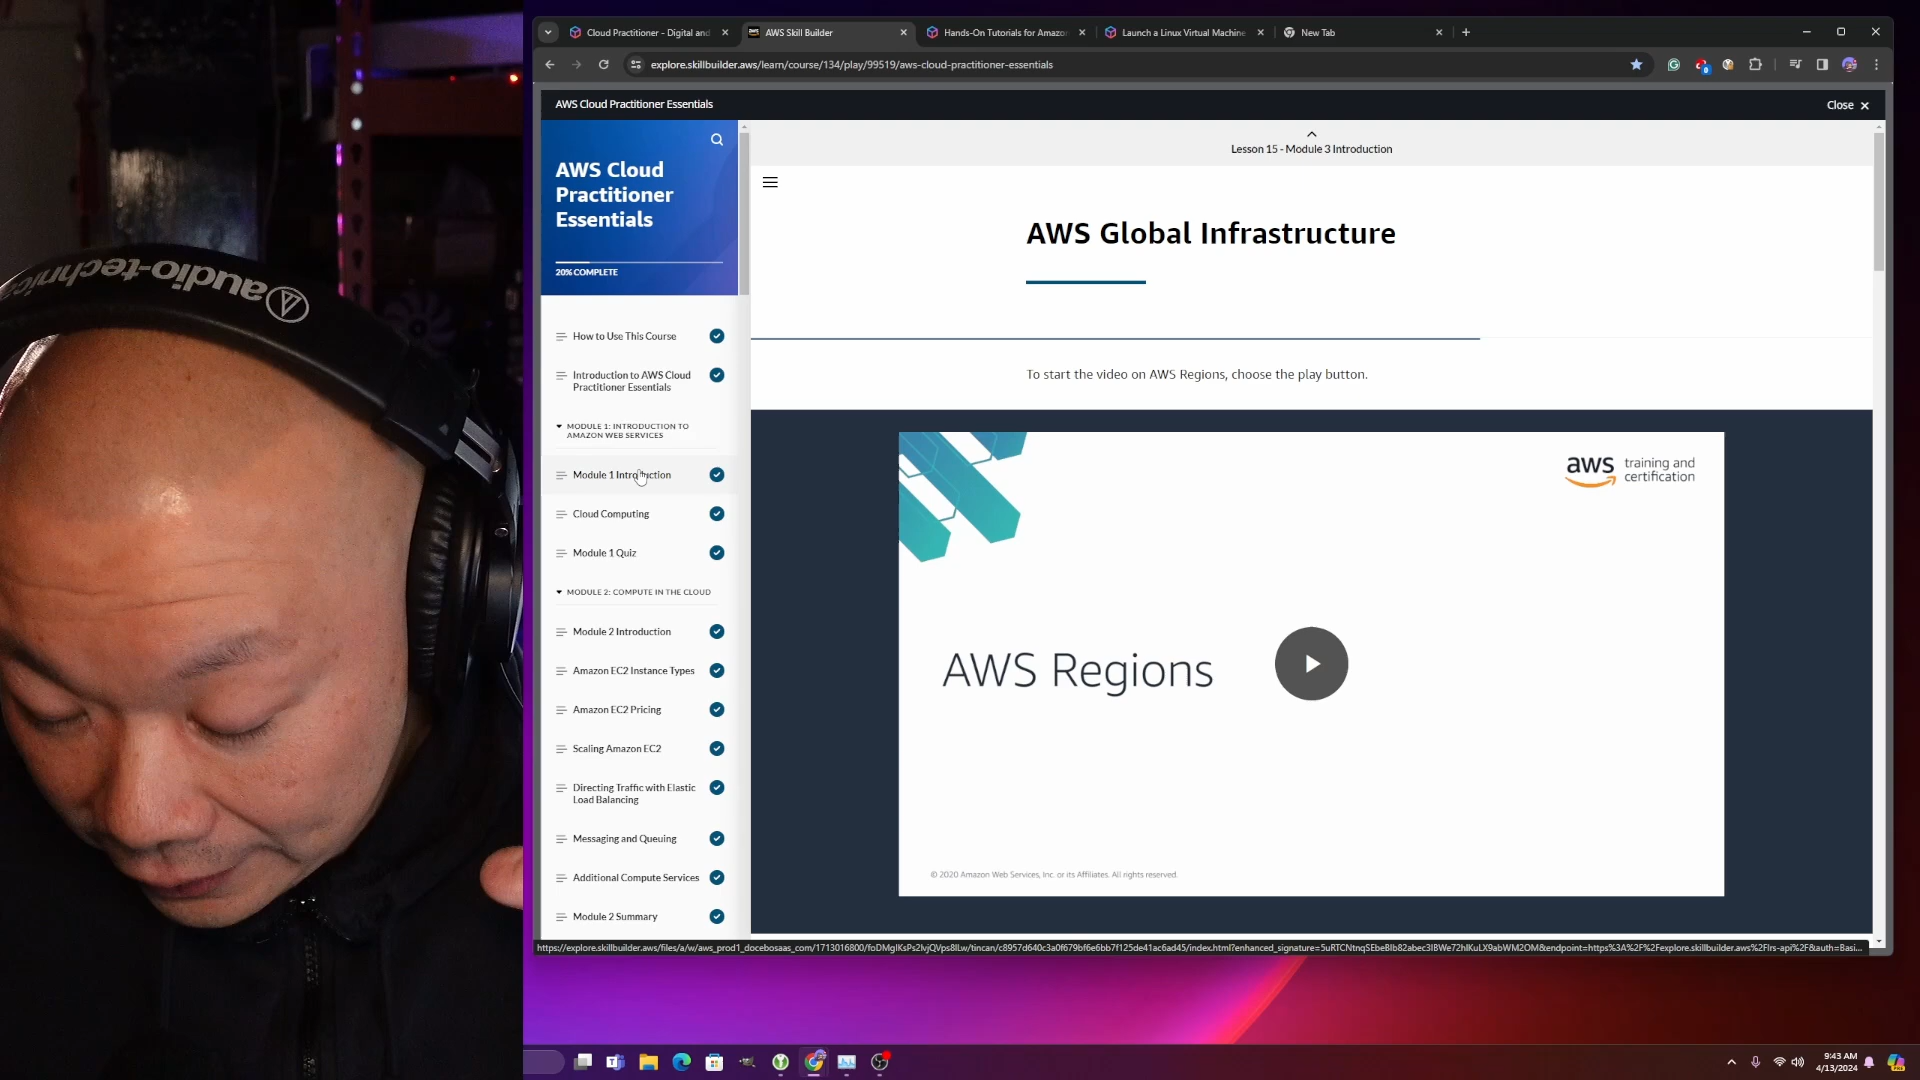 Cloud Practitioner - Digital and
AWS Skill Builder
Hands-On Tutorials for Amazon
Launch a Linux Virtual Machine
New Tab
explore.skillbuilder.aws/learn/course/134/play/99519/aws-cloud-practitioner-essentials
AWS Cloud Practitioner Essentials
Close
AWS Cloud
Practitioner
Essentials
20% COMPLETE
How to Use This Course
Introduction to AWS Cloud
Practitioner Essentials
MODULE 1: INTRODUCTION TO
AMAZON WEB SERVICES
Module 1 Introduction
Cloud Computing
Module 1 Quiz
MODULE 2: COMPUTE IN THE CLOUD
Module 2 Introduction
Amazon EC2 Instance Types
Amazon EC2 Pricing
Scaling Amazon EC2
Directing Traffic with Elastic
Load Balancing
Messaging and Queuing
Additional Compute Services
Module 2 Summary
Lesson 15 - Module 3 Introduction
AWS Global Infrastructure
To start the video on AWS Regions, choose the play button.
aws training and
certification
AWS Regions
© 2020 Amazon Web Services, Inc. or its Affiliates. All rights reserved.
audio-technica
9:43 AM
4/13/2024